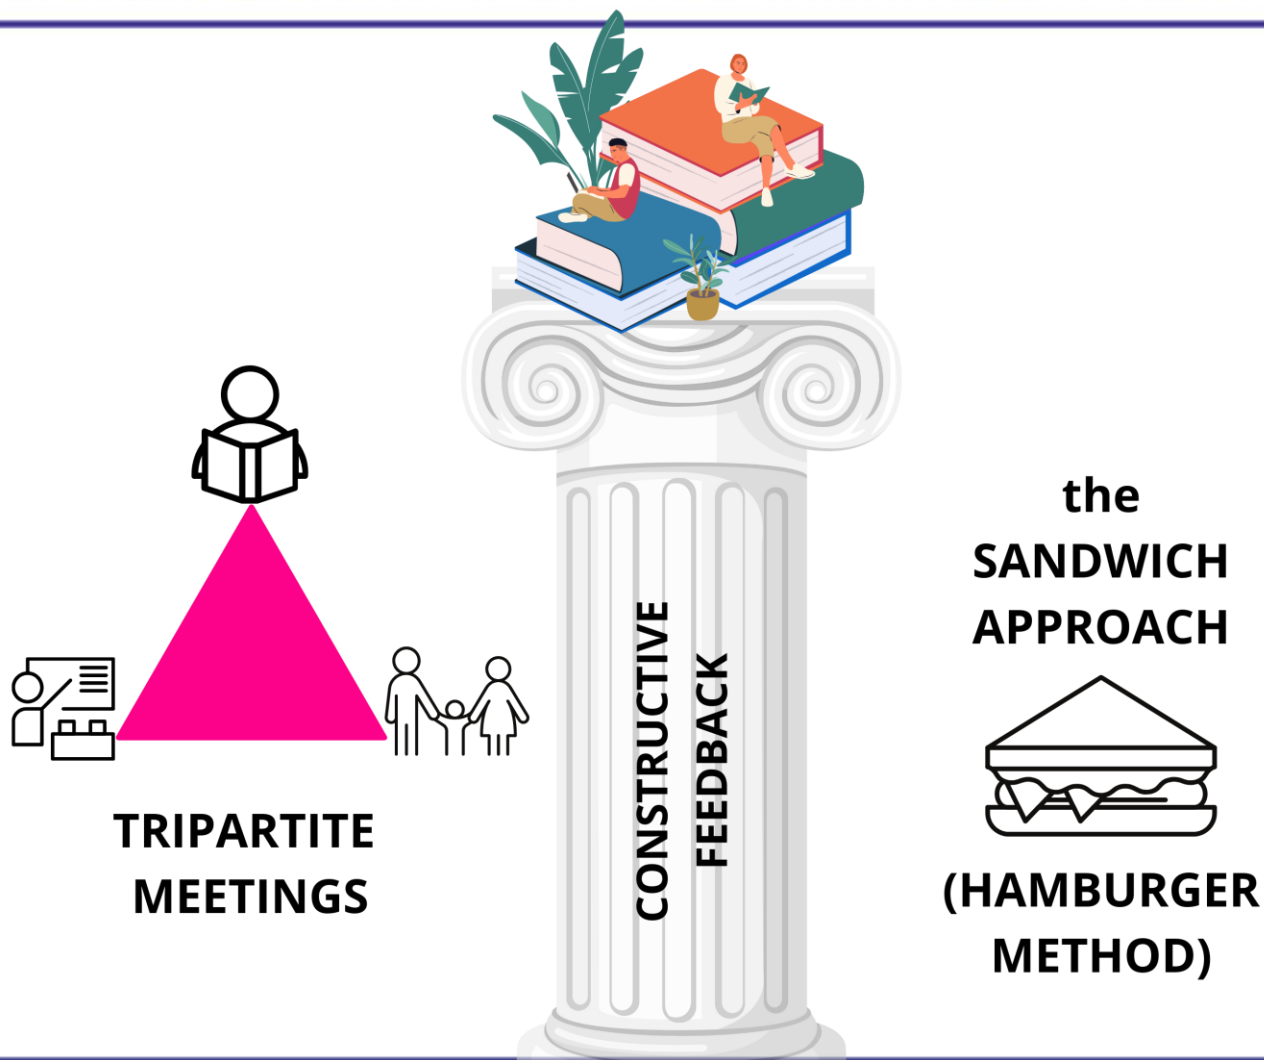 TRIPARTITE
MEETINGS
CONSTRUCTIVE
FEEDBACK
the
SANDWICH
APPROACH
(HAMBURGER
METHOD)